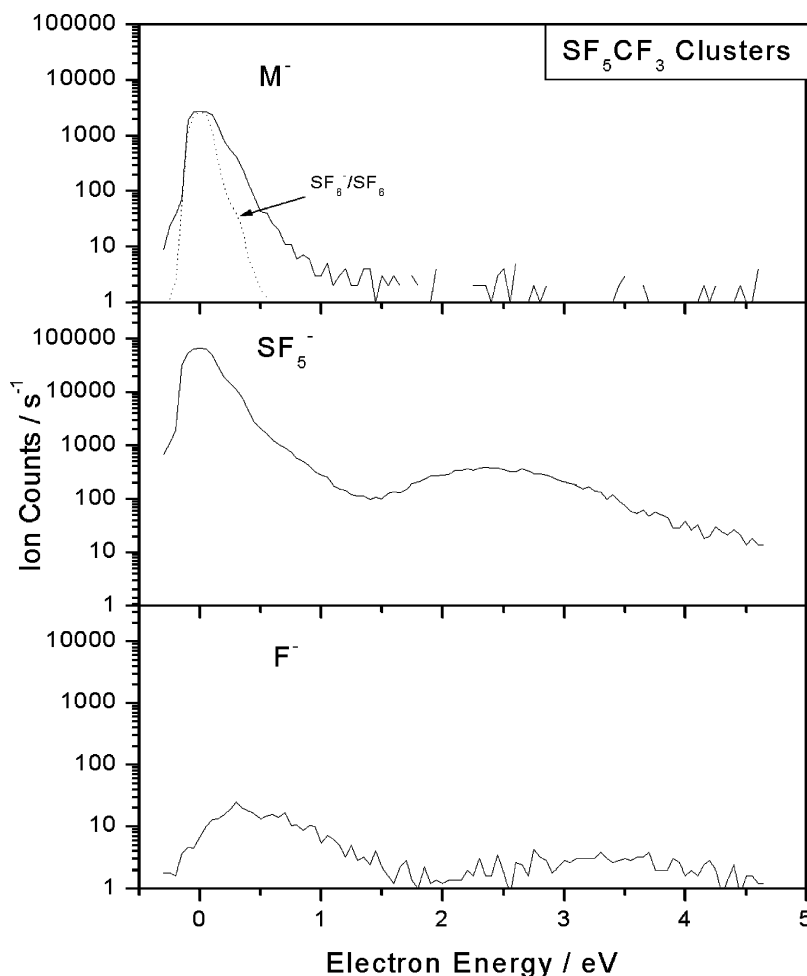 SF₅CF₃ Clusters
M⁻
100000
10000
1000
100
10
1
SF₆⁻/SF₆
SF₅⁻
100000
10000
1000
100
10
1
F⁻
10000
1000
100
10
1
Ion Counts / s⁻¹
0 1 2 3 4 5
Electron Energy / eV